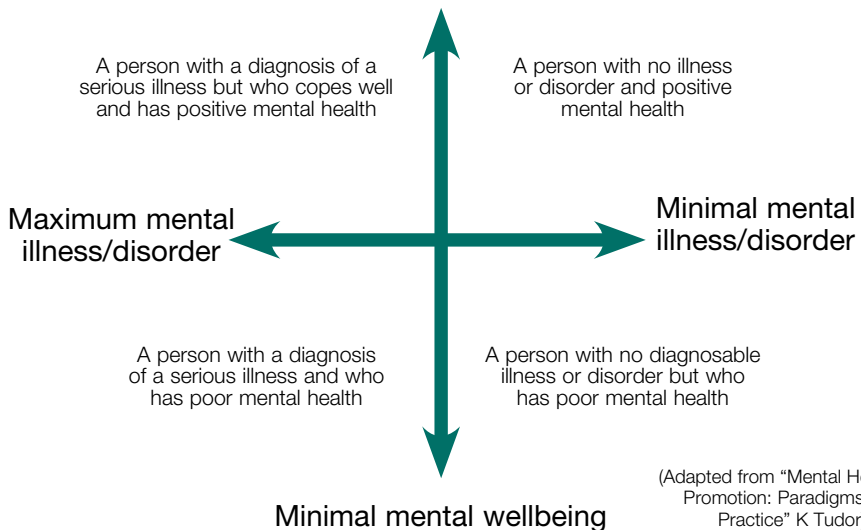 A person with a diagnosis of a
serious illness but who copes well
and has positive mental health
A person with no illness
or disorder and positive
mental health
Maximum mental
illness/disorder
Minimal mental
illness/disorder
A person with a diagnosis
of a serious illness and who
has poor mental health
A person with no diagnosable
illness or disorder but who
has poor mental health
Minimal mental wellbeing
(Adapted from “Mental
Promotion: Paradigms
Practice” K Tudor